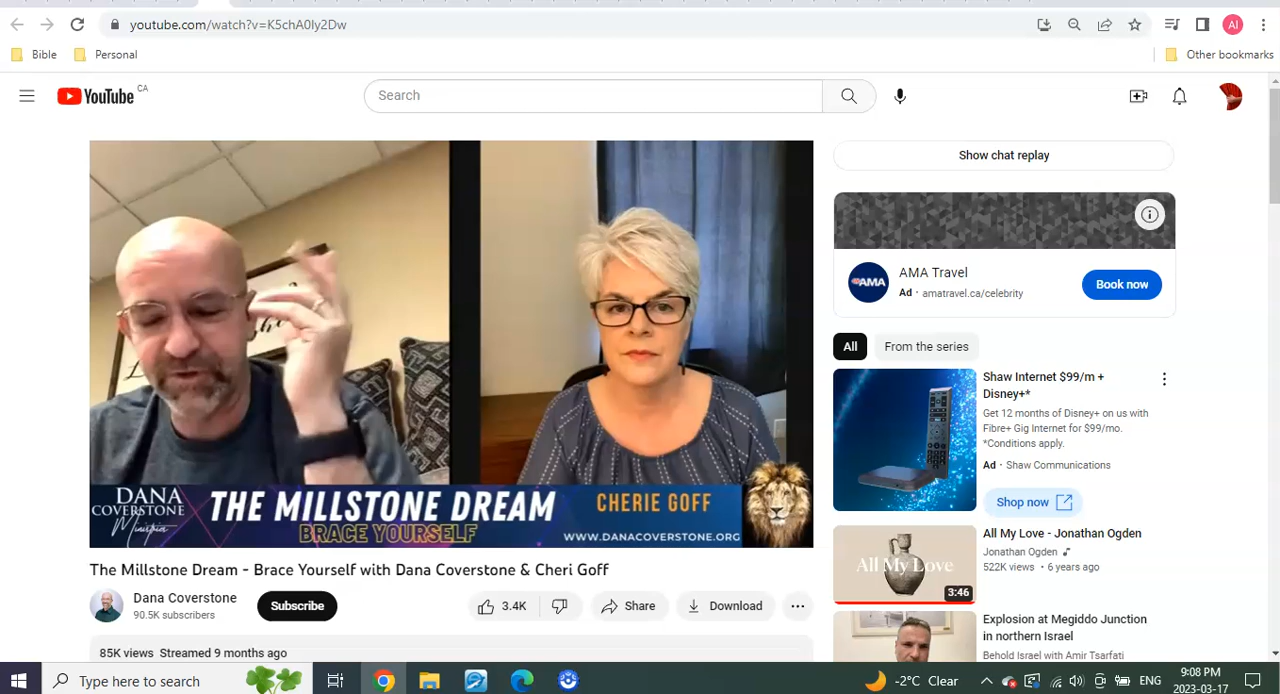 youtube.com/watch?v=K5chA0ly2Dw
AI
Bible
Personal
Other bookmarks
YouTube CA
Search
Show chat replay
AMA
AMA Travel
Ad · amatravel.ca/celebrity
Book now
All
From the series
Shaw Internet $99/m +
Disney+*
Get 12 months of Disney+ on us with
Fibre+ Gig Internet for $99/mo.
*Conditions apply.
Ad · Shaw Communications
Shop now
DANA
COVERSTONE
Ministries
THE MILLSTONE DREAM
BRACE YOURSELF
CHERIE GOFF
WWW.DANACOVERSTONE.ORG
The Millstone Dream - Brace Yourself with Dana Coverstone & Cheri Goff
Dana Coverstone
90.5K subscribers
Subscribe
3.4K
Share
Download
85K views Streamed 9 months ago
All My Love
3:46
All My Love - Jonathan Ogden
Jonathan Ogden
522K views • 6 years ago
Explosion at Megiddo Junction
in northern Israel
Behold Israel with Amir Tsarfati
Type here to search
-2°C Clear
ENG
9:08 PM
2023-03-17